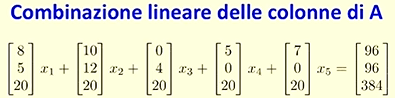 Combinazione lineare delle colonne di A
[8 5 20] x₁ + [10 12 20] x₂ + [0 4 20] x₃ + [5 0 20] x₄ + [7 0 20] x₅ = [96 96 384]